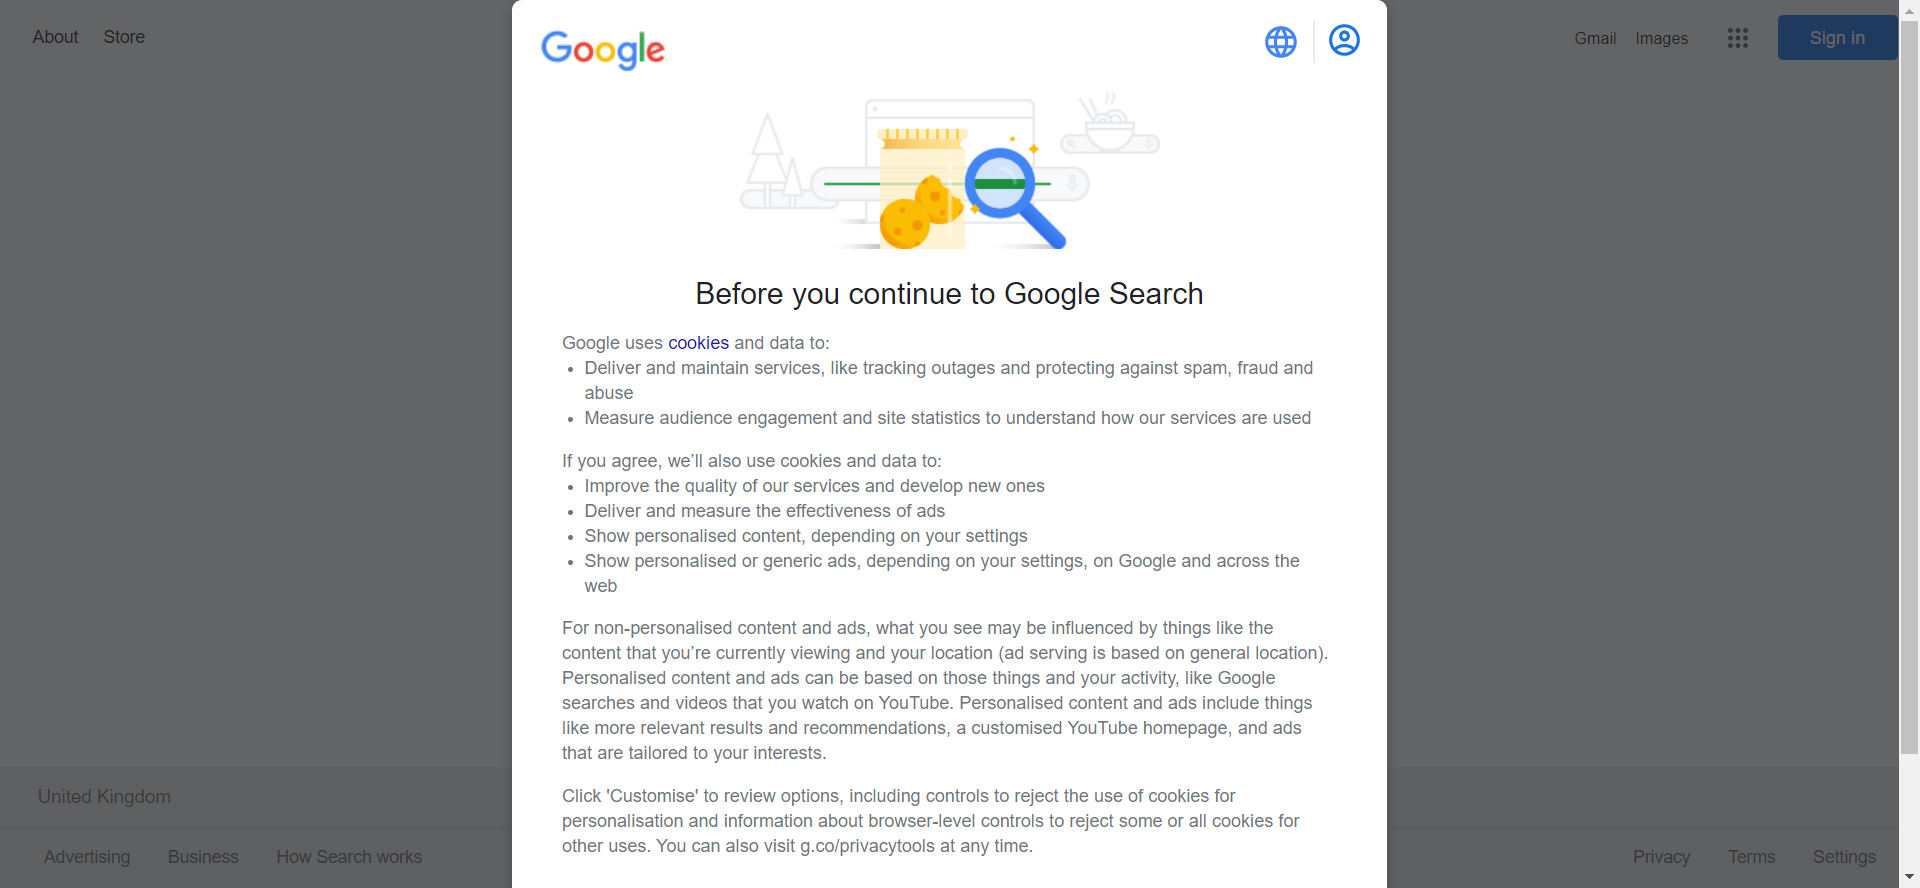 About Store
Gmail Images
Sign in
Google
Before you continue to Google Search
Google uses cookies and data to:
• Deliver and maintain services, like tracking outages and protecting against spam, fraud and
abuse
• Measure audience engagement and site statistics to understand how our services are used
If you agree, we’ll also use cookies and data to:
• Improve the quality of our services and develop new ones
• Deliver and measure the effectiveness of ads
• Show personalised content, depending on your settings
• Show personalised or generic ads, depending on your settings, on Google and across the
web
For non-personalised content and ads, what you see may be influenced by things like the
content that you’re currently viewing and your location (ad serving is based on general location).
Personalised content and ads can be based on those things and your activity, like Google
searches and videos that you watch on YouTube. Personalised content and ads include things
like more relevant results and recommendations, a customised YouTube homepage, and ads
that are tailored to your interests.
Click 'Customise' to review options, including controls to reject the use of cookies for
personalisation and information about browser-level controls to reject some or all cookies for
other uses. You can also visit g.co/privacytools at any time.
United Kingdom
Advertising Business How Search works
Privacy Terms Settings